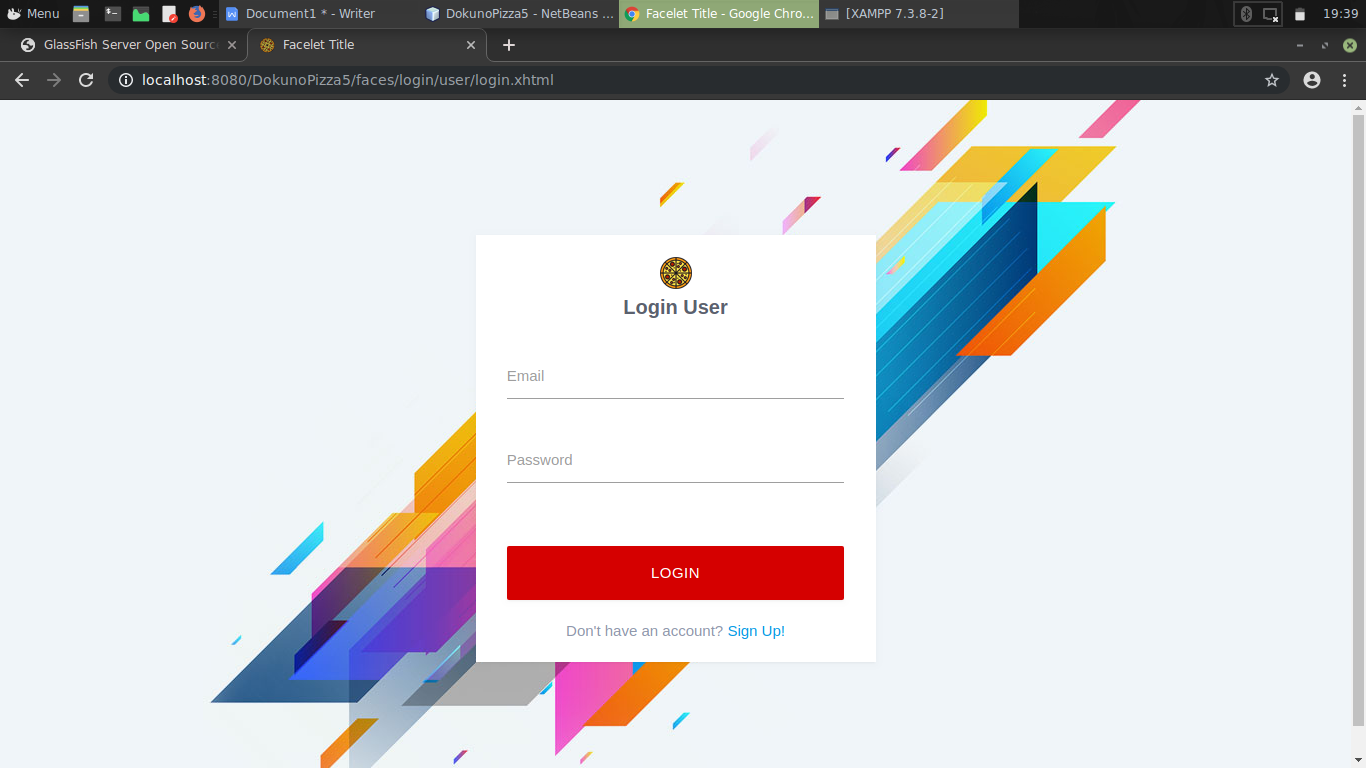 Menu
Document1 * - Writer
DokunoPizza5 - NetBeans ...
Facelet Title - Google Chro...
[XAMPP 7.3.8-2]
19:39
GlassFish Server Open Sourc
Facelet Title
localhost:8080/DokunoPizza5/faces/login/user/login.xhtml
Login User
Email
Password
LOGIN
Don't have an account? Sign Up!